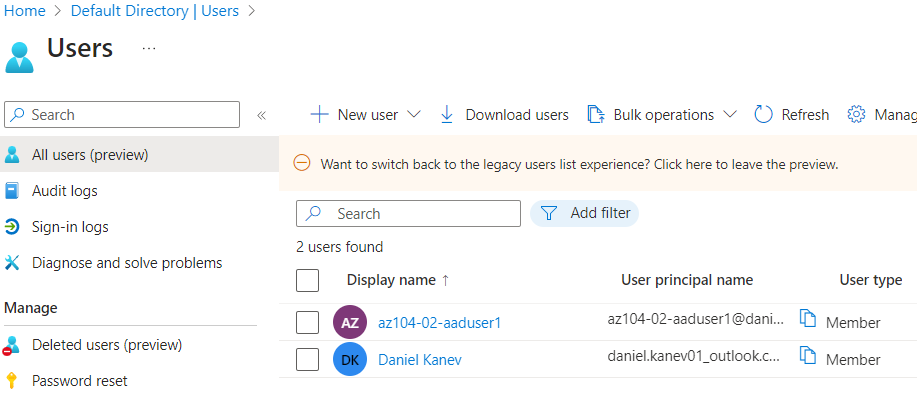 Home > Default Directory | Users >
Users ...
Search «
New user Download users Bulk operations Refresh Manag
All users (preview)
Audit logs
Sign-in logs
Diagnose and solve problems
Manage
Deleted users (preview)
Password reset
Want to switch back to the legacy users list experience? Click here to leave the preview.
Search Add filter
2 users found
Display name ↑ User principal name User type
AZ az104-02-aaduser1 az104-02-aaduser1@dani... Member
DK Daniel Kanev daniel.kanev01_outlook.c... Member